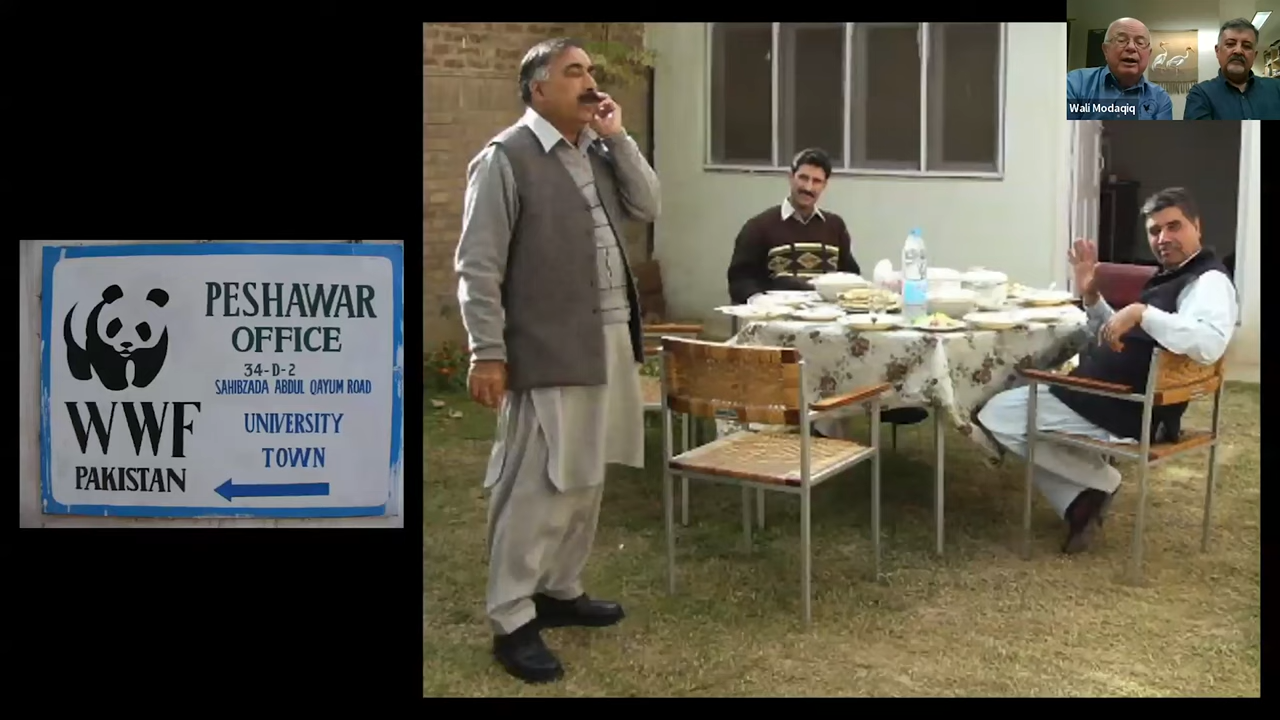 PESHAWAR
OFFICE
34-D-2
SAHIBZADA ABDUL QAYUM ROAD
UNIVERSITY
TOWN
WWF
PAKISTAN
Wali Modaqiq